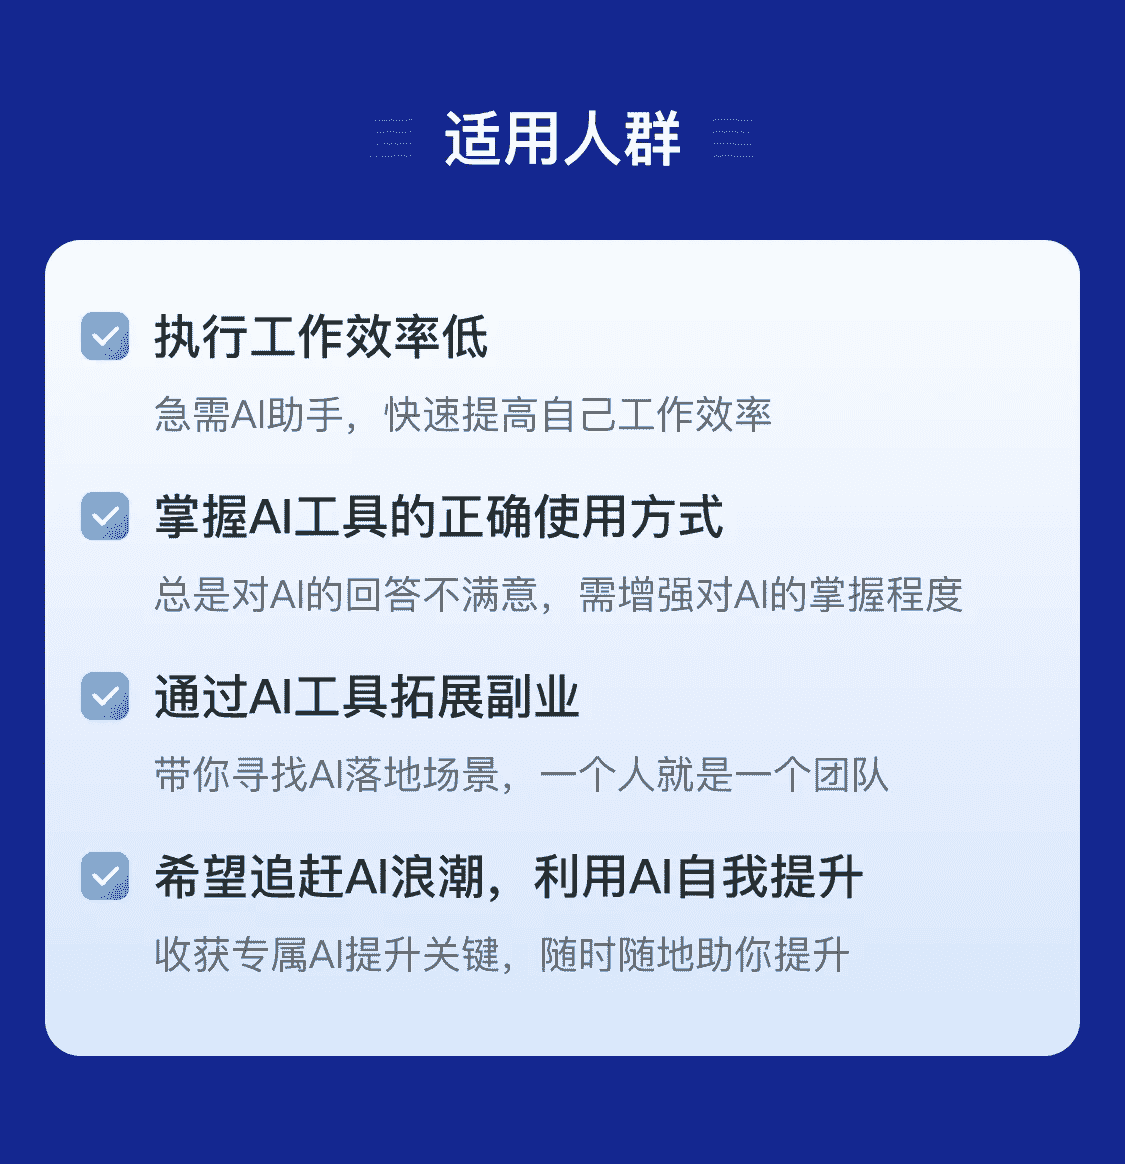 适用人群
执行工作效率低
急需AI助手，快速提高自己工作效率
掌握AI工具的正确使用方式
总是对AI的回答不满意，需增强对AI的掌握程度
通过AI工具拓展副业
带你寻找AI落地场景，一个人就是一个团队
希望追赶AI浪潮，利用AI自我提升
收获专属AI提升关键，随时随地助你提升